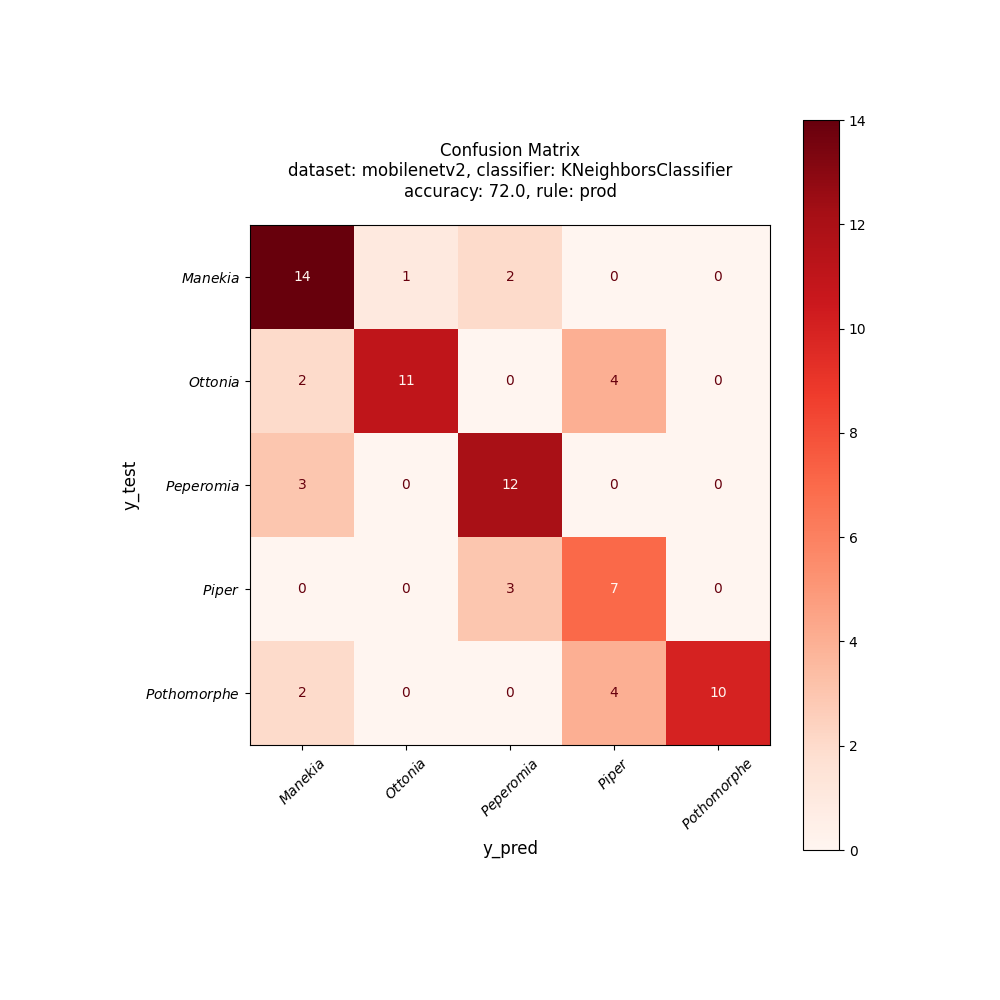 Confusion Matrix
dataset: mobilenetv2, classifier: KNeighborsClassifier
accuracy: 72.0, rule: prod
y_test
Manekia 14 1 2 0 0
Ottonia 2 11 0 4 0
Peperomia 3 0 12 0 0
Piper 0 0 3 7 0
Pothomorphe 2 0 0 4 10
Manekia Ottonia Peperomia Piper Pothomorphe
y_pred
14
12
10
8
6
4
2
0